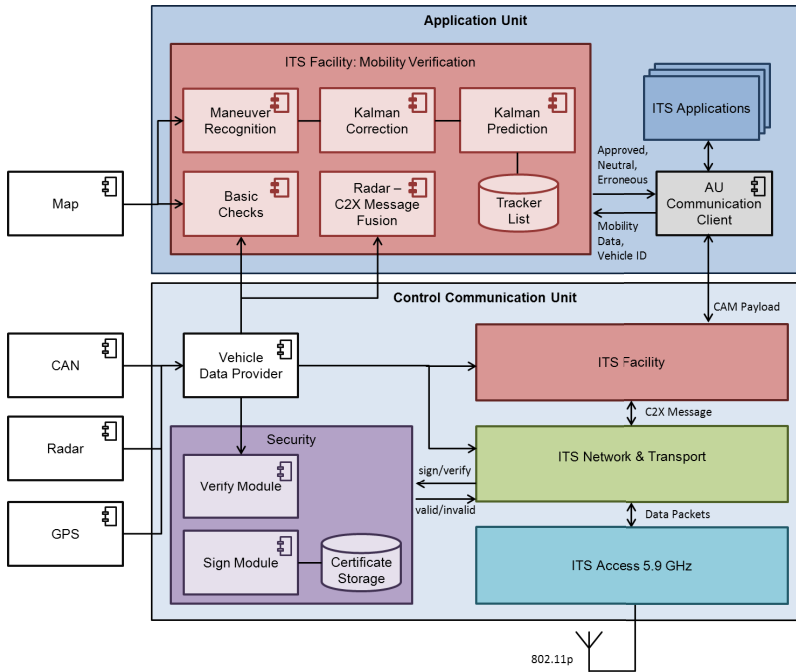 Application Unit
ITS Facility: Mobility Verification
Maneuver
Recognition
Kalman
Correction
Kalman
Prediction
ITS Applications
Approved,
Neutral,
Erroneous
Map
Basic
Checks
Radar –
C2X Message
Fusion
Tracker
List
AU
Communication
Client
Mobility
Data,
Vehicle ID
Control Communication Unit
CAM Payload
CAN
Vehicle
Data Provider
ITS Facility
C2X Message
Radar
Security
Verify Module
sign/verify
valid/invalid
ITS Network & Transport
Data Packets
GPS
Sign Module
Certificate
Storage
ITS Access 5.9 GHz
802.11p